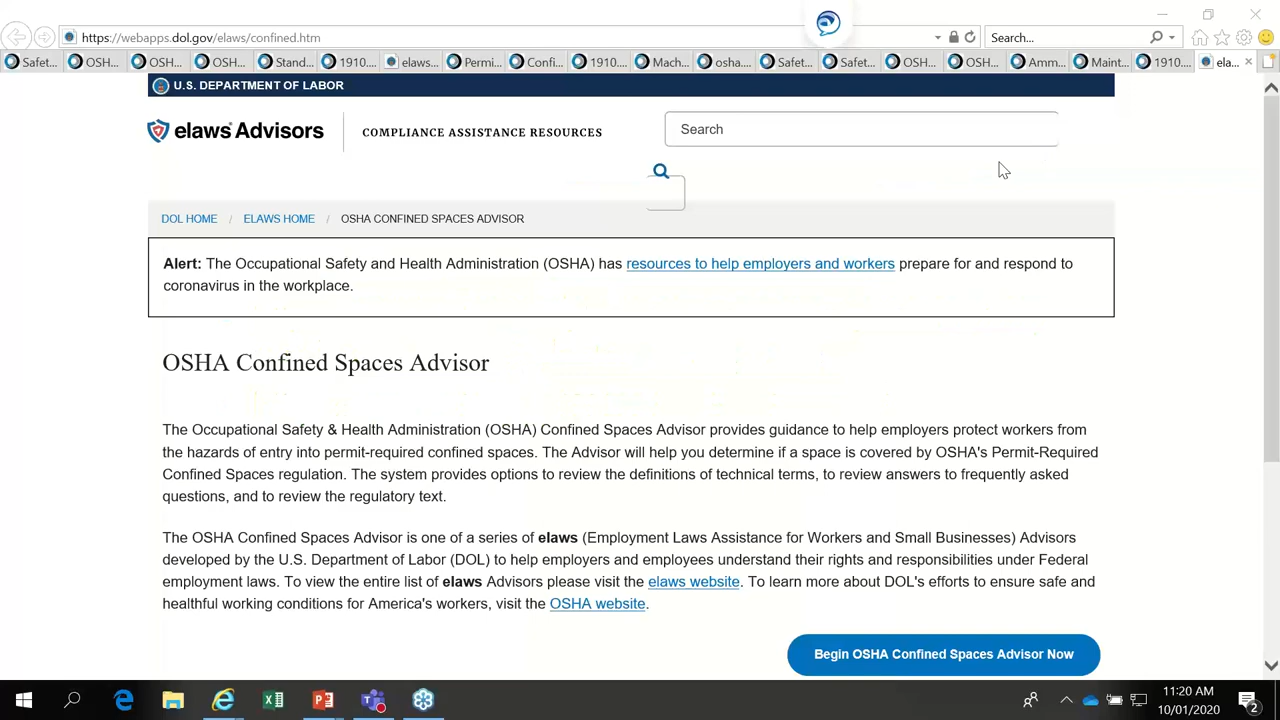 https://webapps.dol.gov/elaws/confined.htm
Search...
Safet... OSH... OSH... OSH... Stand... 1910.... elaws... Permi... Confi... 1910.... Mach... osha.... Safet... Safet... OSH... OSH... Amm... Maint... 1910.... ela...
U.S. DEPARTMENT OF LABOR
elaws® Advisors
COMPLIANCE ASSISTANCE RESOURCES
Search
DOL HOME / ELAWS HOME / OSHA CONFINED SPACES ADVISOR
Alert: The Occupational Safety and Health Administration (OSHA) has resources to help employers and workers prepare for and respond to
coronavirus in the workplace.
OSHA Confined Spaces Advisor
The Occupational Safety & Health Administration (OSHA) Confined Spaces Advisor provides guidance to help employers protect workers from
the hazards of entry into permit-required confined spaces. The Advisor will help you determine if a space is covered by OSHA's Permit-Required
Confined Spaces regulation. The system provides options to review the definitions of technical terms, to review answers to frequently asked
questions, and to review the regulatory text.
The OSHA Confined Spaces Advisor is one of a series of elaws (Employment Laws Assistance for Workers and Small Businesses) Advisors
developed by the U.S. Department of Labor (DOL) to help employers and employees understand their rights and responsibilities under Federal
employment laws. To view the entire list of elaws Advisors please visit the elaws website. To learn more about DOL's efforts to ensure safe and
healthful working conditions for America's workers, visit the OSHA website.
Begin OSHA Confined Spaces Advisor Now
11:20 AM
10/01/2020
2